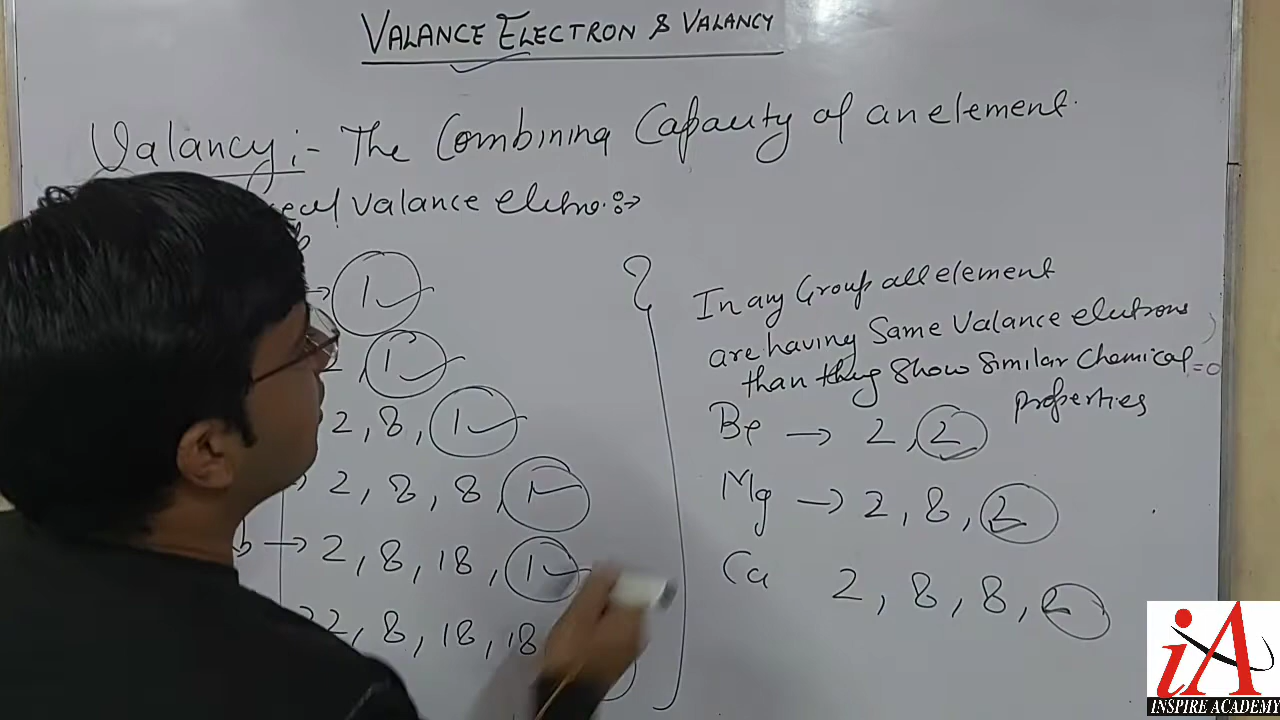 VALANCE ELECTRON & VALANCY
Valancy :- The Combining Capacity of an element.
Valance
→ 1
2, 1
2, 8, 1
→ 2, 8, 8, 1
b → 2, 8, 18, 1
2, 8, 18, 18
In any Group all element
are having Same Valance elutrons
than they Show Similar Chemical = 0
properties
Be → 2, 2
Mg → 2, 8, 2
Ca 2, 8, 8, 2
iA
INSPIRE ACADEMY